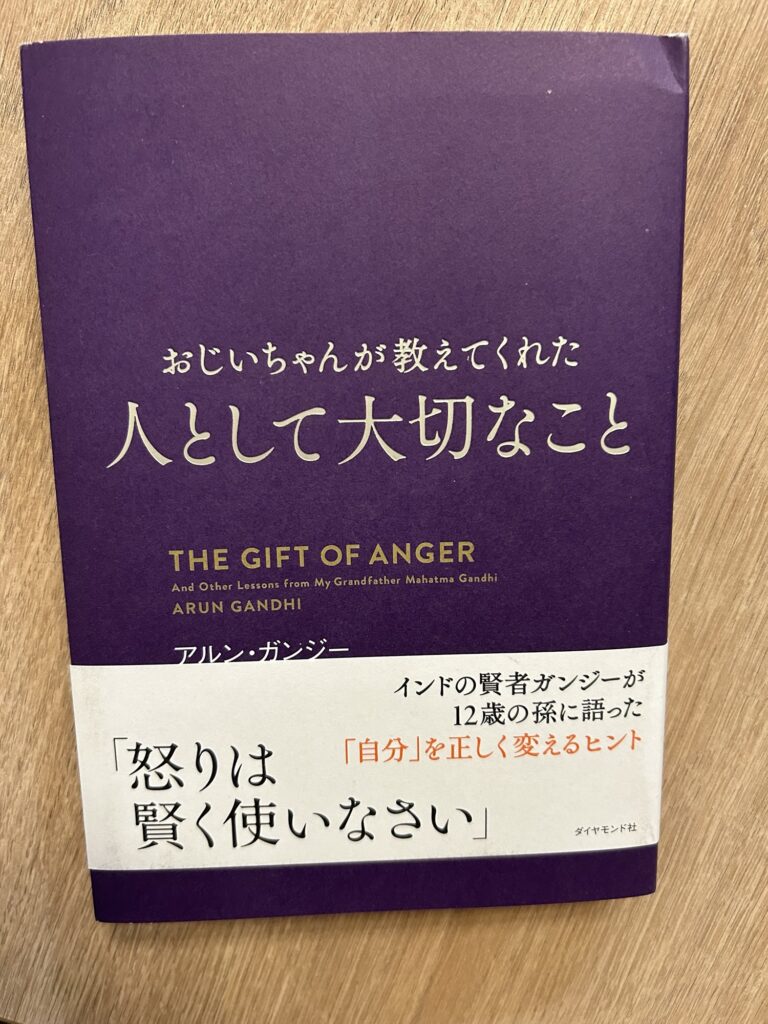 おじいちゃんが教えてくれた
人として大切なこと
THE GIFT OF ANGER
And Other Lessons from My Grandfather Mahatma Gandhi
ARUN GANDHI
アルン・ガンジー
インドの賢者ガンジーが
12歳の孫に語った
「自分」を正しく変えるヒント
「怒りは
賢く使いなさい」
ダイヤモンド社